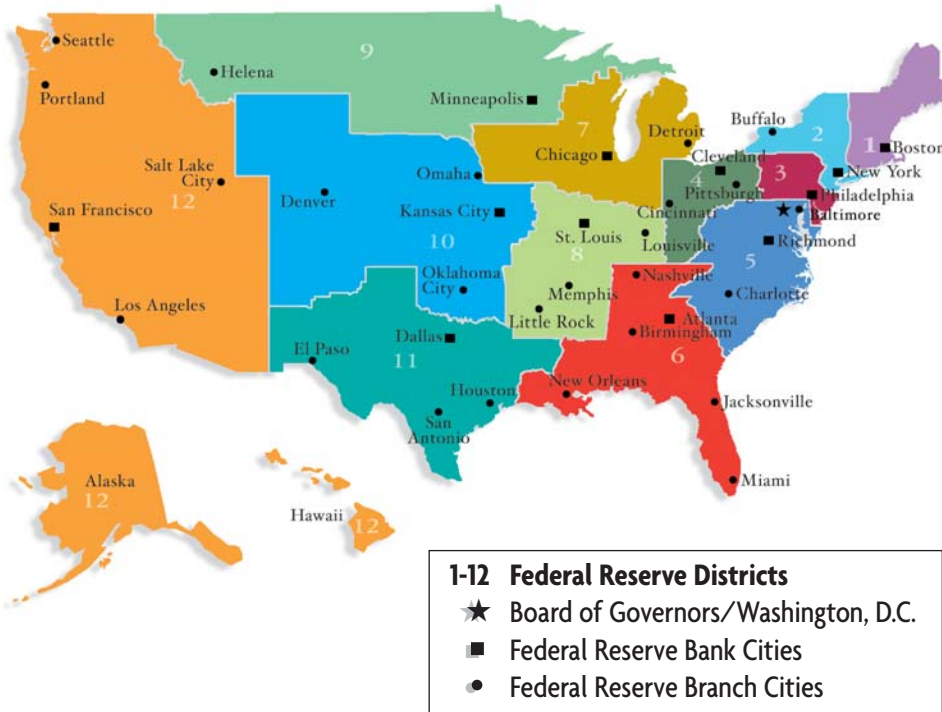 Seattle
Portland
Helena
9
Minneapolis
7
Chicago
Detroit
Buffalo
2
1
Boston
New York
Cleveland
4
Pittsburgh
3
Philadelphia
Baltimore
Salt Lake
City
12
San Francisco
Los Angeles
Denver
Omaha
Kansas City
10
Oklahoma
City
St. Louis
8
Louisville
Cincinnati
Memphis
Little Rock
Richmond
5
Charlotte
Nashville
Atlanta
Birmingham
6
El Paso
Dallas
11
Houston
San
Antonio
New Orleans
Jacksonville
Miami
Alaska
12
Hawaii
12
1-12 Federal Reserve Districts
Board of Governors/Washington, D.C.
Federal Reserve Bank Cities
Federal Reserve Branch Cities